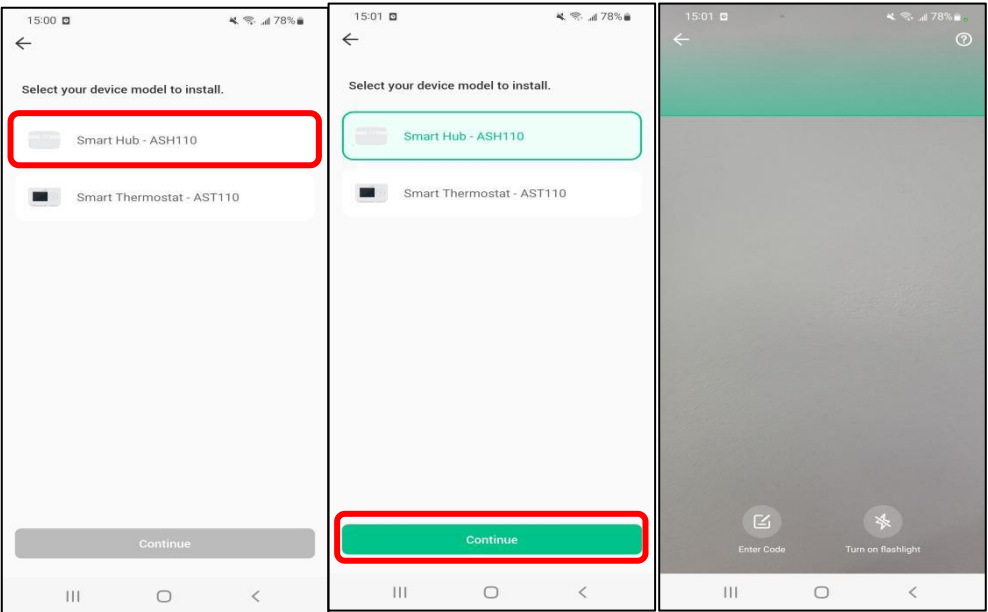 15:00 78%
Select your device model to install.
Smart Hub - ASH110
Smart Thermostat - AST110
Continue
15:01 78%
Select your device model to install.
Smart Hub - ASH110
Smart Thermostat - AST110
Continue
15:01 78%
Enter Code Turn on flashlight